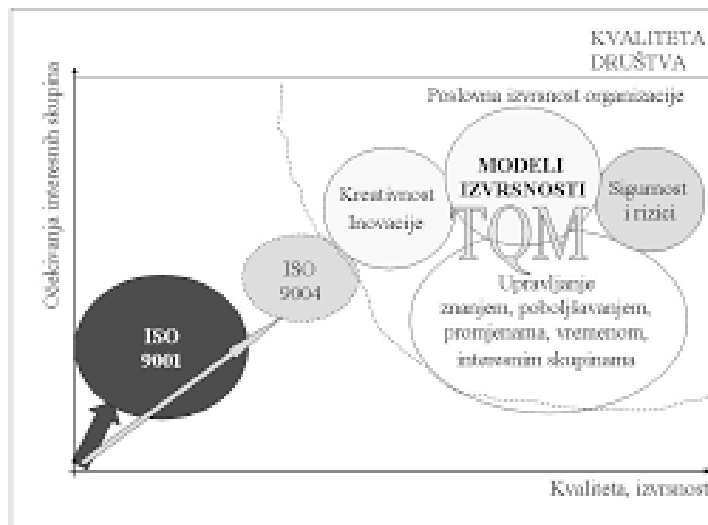 KVALITETA
DRUŠTVA
Poslovna izvrsnost organizacije
Očekivanja interesnih skupina
MODELI
IZVRSNOSTI
TQM
Kreativnost
Inovacije
Sigurnost
i rizici
ISO
9004
Upravljanje
znanjem, poboljšavanjem,
promjenama, vremenom,
interesnim skupinama
ISO
9001
Kvaliteta, izvrsnost